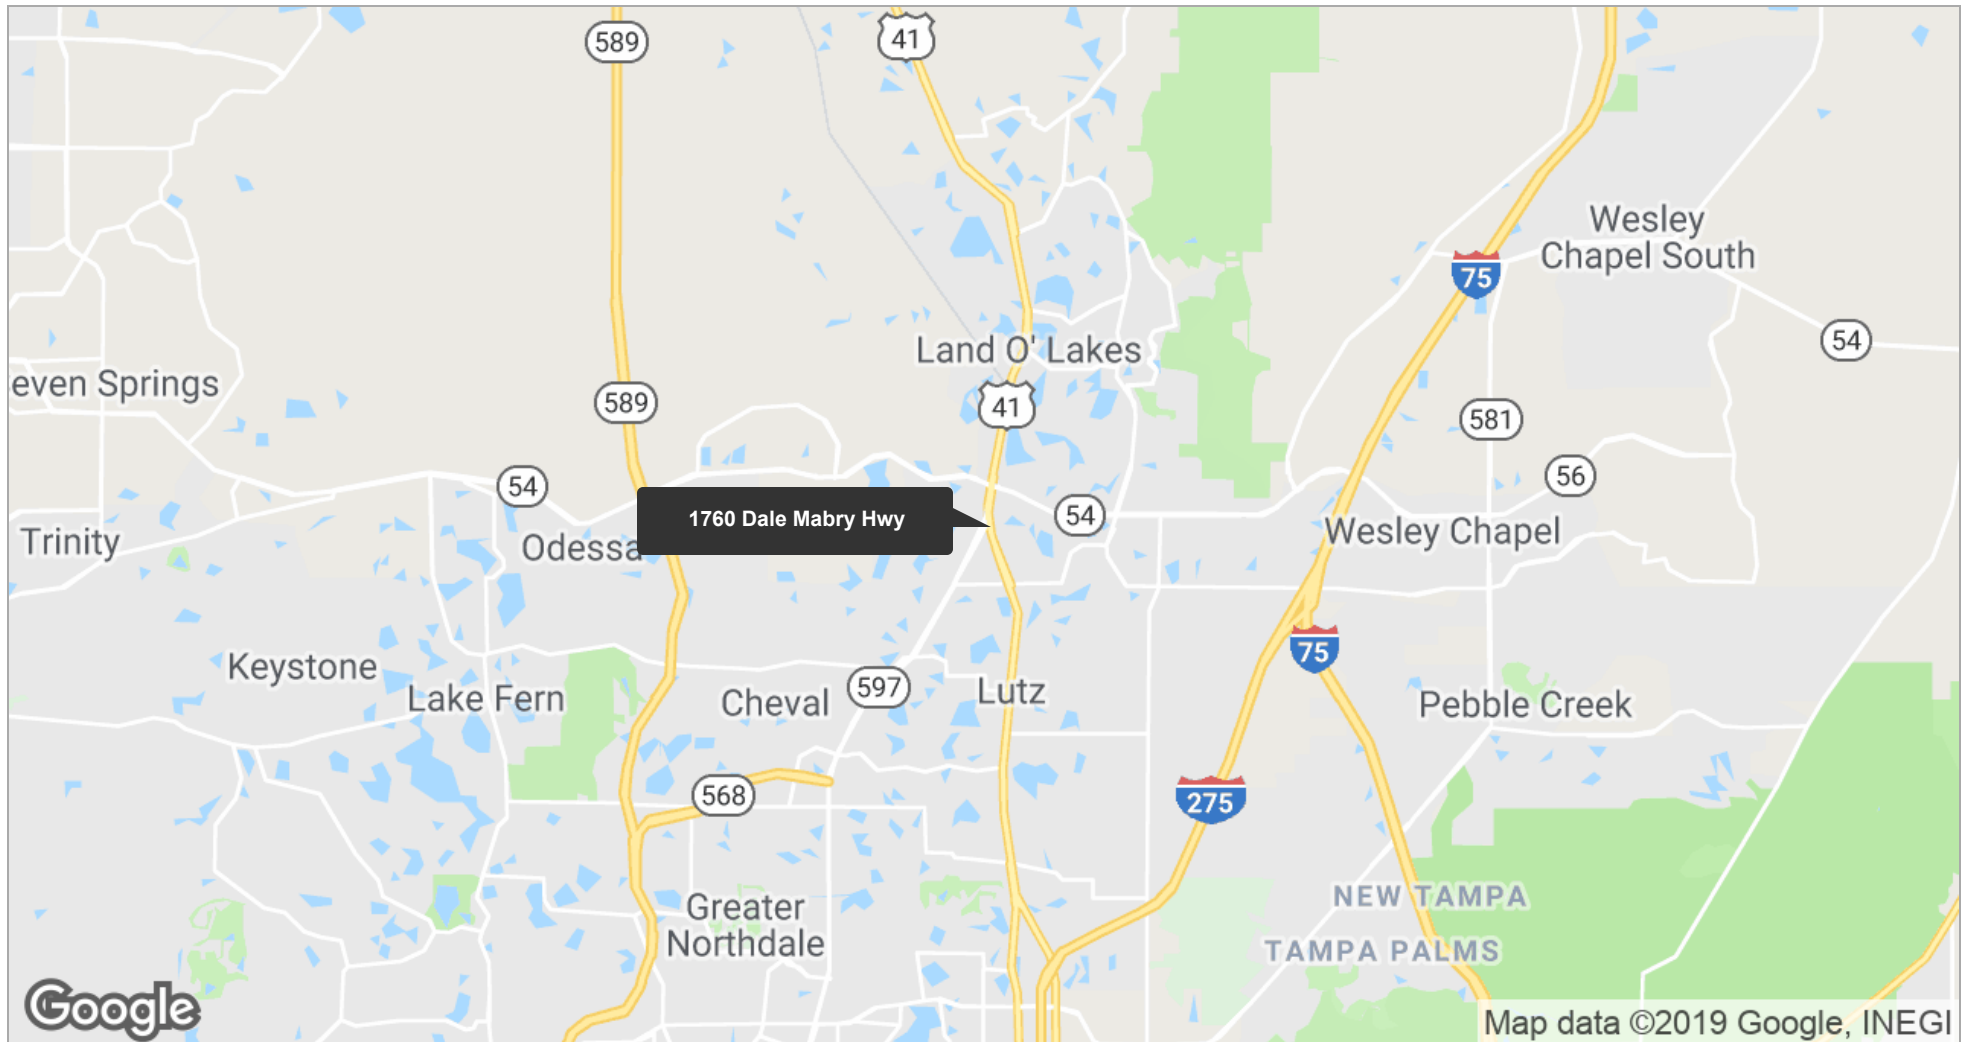 589
41
Wesley
Chapel South
75
54
Land O' Lakes
even Springs
589
41
581
56
54
1760 Dale Mabry Hwy
54
Trinity
Odessa
Wesley Chapel
Keystone
Lake Fern
Cheval
597
Lutz
75
Pebble Creek
568
275
Greater
Northdale
NEW TAMPA
TAMPA PALMS
Google
Map data ©2019 Google, INEGI